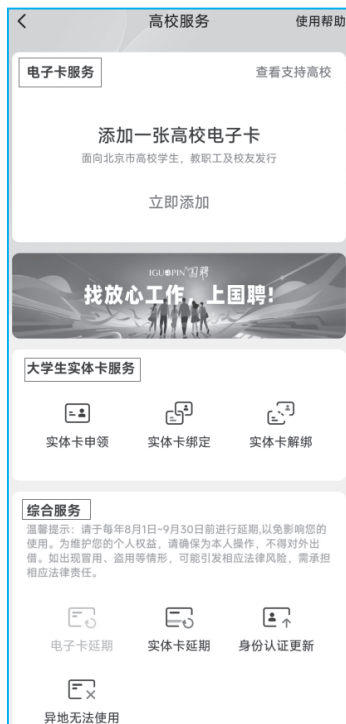 高校服务 使用帮助
电子卡服务 查看支持高校
添加一张高校电子卡
面向北京市高校学生，教职工及校友发行
立即添加
IGUOPIN 国聘
找放心工作，上国聘!
大学生实体卡服务
实体卡申领 实体卡绑定 实体卡解绑
综合服务
温馨提示：请于每年8月1日~9月30日前进行延期,以免影响您的
使用。为维护您的个人权益，请确保为本人操作，不得对外出
借。如出现冒用、盗用等情形，可能引发相应法律风险，需承担
相应法律责任。
电子卡延期 实体卡延期 身份认证更新
异地无法使用